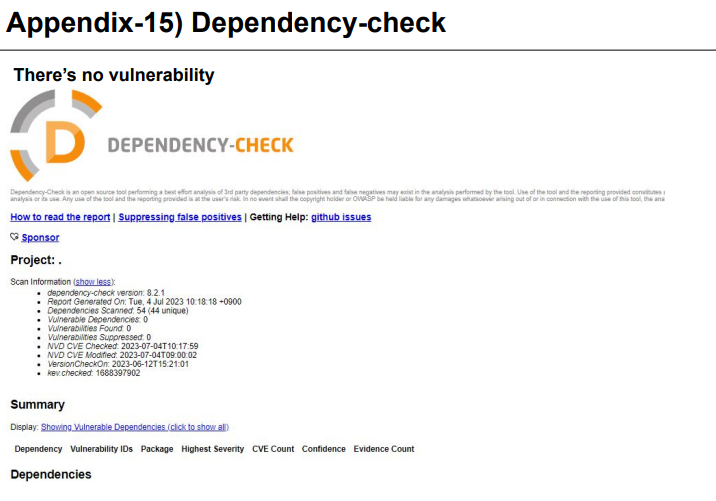 Appendix-15) Dependency-check
There’s no vulnerability
D
DEPENDENCY-CHECK
Dependency-Check is an open source tool performing a best effort analysis of 3rd party dependencies; false positives and false negatives may exist in the analysis performed by the tool. Use of the tool and the reporting provided constitutes
analysis or its use. Any use of the tool and the reporting provided is at the user's risk. In no event shall the copyright holder or OWASP be held liable for any damages whatsoever arising out of or in connection with the use of this tool, the ana
How to read the report | Suppressing false positives | Getting Help: github issues
Sponsor
Project: .
Scan Information (show less):
• dependency-check version: 8.2.1
• Report Generated On: Tue, 4 Jul 2023 10:18:18 +0900
• Dependencies Scanned: 54 (44 unique)
• Vulnerable Dependencies: 0
• Vulnerabilities Found: 0
• Vulnerabilities Suppressed: 0
• NVD CVE Checked: 2023-07-04T10:17:59
• NVD CVE Modified: 2023-07-04T09:00:02
• VersionCheckOn: 2023-06-12T15:21:01
• kev.checked: 1688397902
Summary
Display: Showing Vulnerable Dependencies (click to show all)
Dependency Vulnerability IDs Package Highest Severity CVE Count Confidence Evidence Count
Dependencies